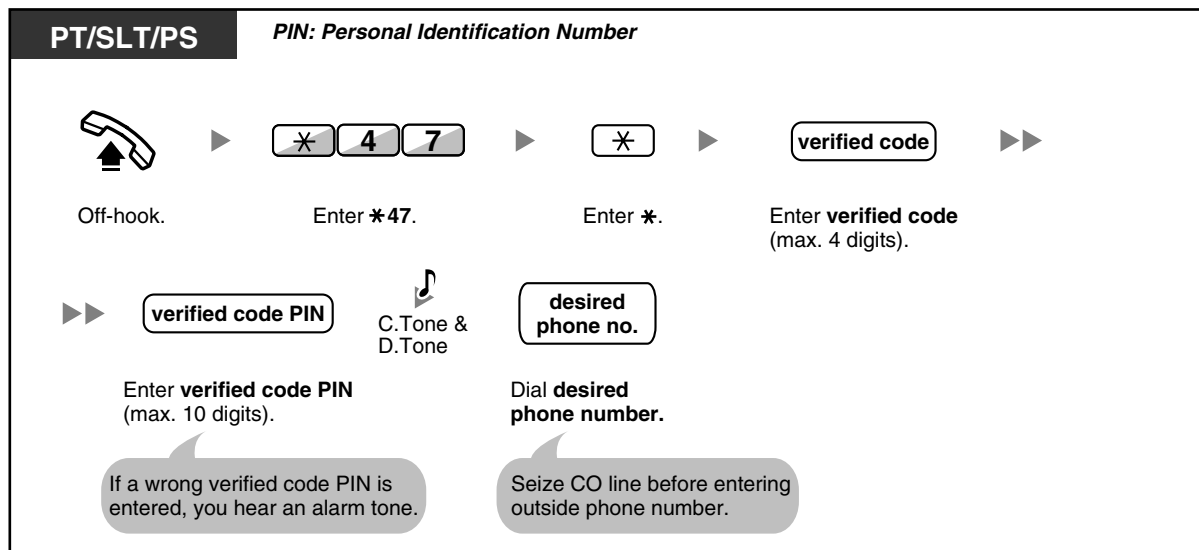 PT/SLT/PS
PIN: Personal Identification Number
* 4 7
*
verified code
Off-hook.
Enter *47.
Enter *.
Enter verified code
(max. 4 digits).
verified code PIN
C.Tone &
D.Tone
desired
phone no.
Enter verified code PIN
(max. 10 digits).
Dial desired
phone number.
If a wrong verified code PIN is
entered, you hear an alarm tone.
Seize CO line before entering
outside phone number.